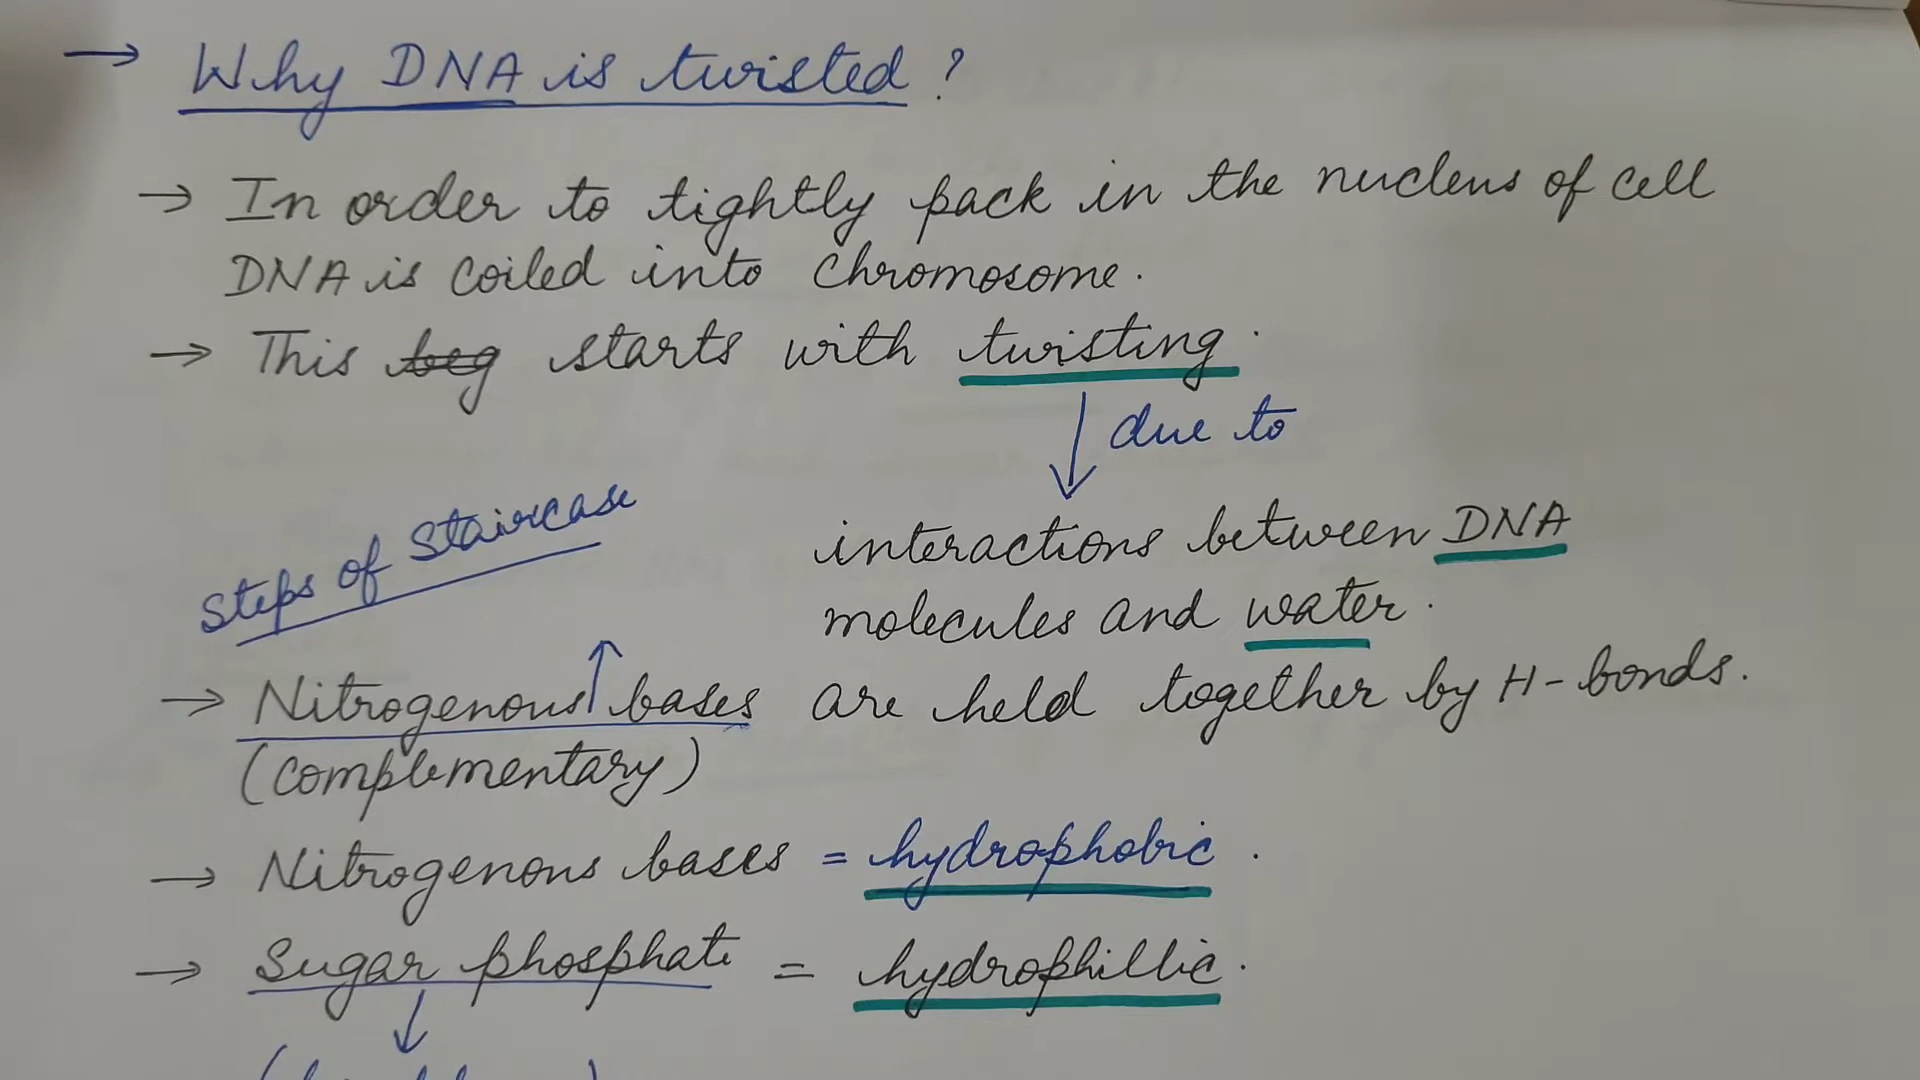 → Why DNA is twisted ?
→ In order to tightly pack in the nucleus of cell
DNA is coiled into chromosome.
→ This beg starts with twisting.
due to
Steps of Staircase
interactions between DNA
molecules and water.
→ Nitrogenous bases are held together by H-bonds.
(complementary)
→ Nitrogenous bases = hydrophobic.
→ Sugar phosphate = hydrophillic.